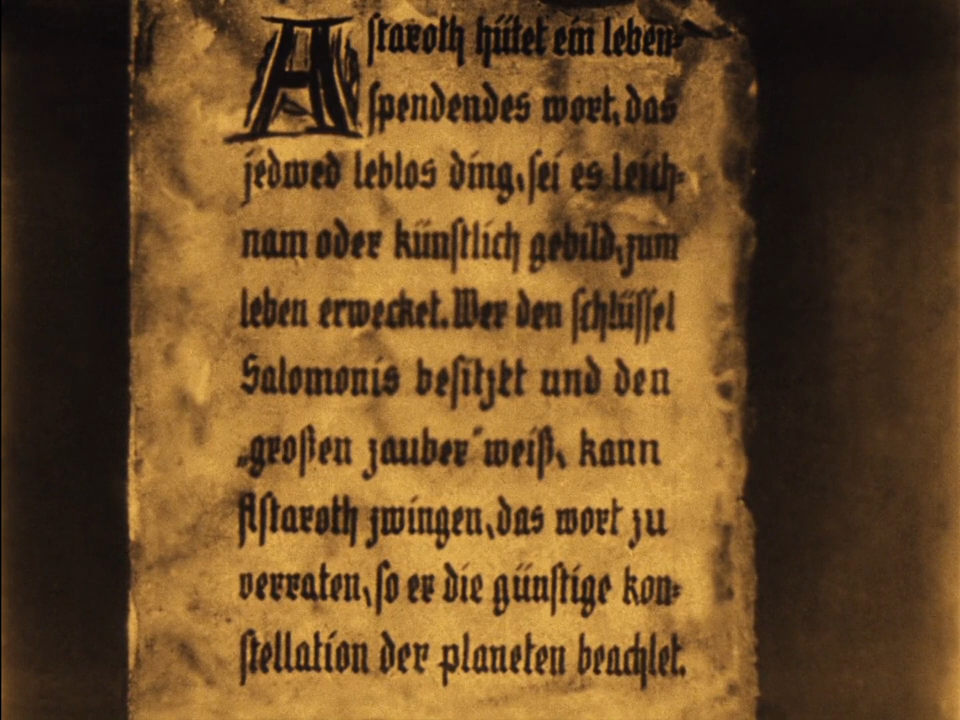 Astaroth hütet ein leben-
spendendes wort, das
jedwed leblos ding, sei es leich-
nam oder künstlich gebild, zum
leben erwecket. Wer den schlüssel
Salomonis besitzt und den
„großen zauber“ weiß, kann
Astaroth zwingen, das wort zu
verraten, so er die günstige kon-
stellation der planeten beachtet.